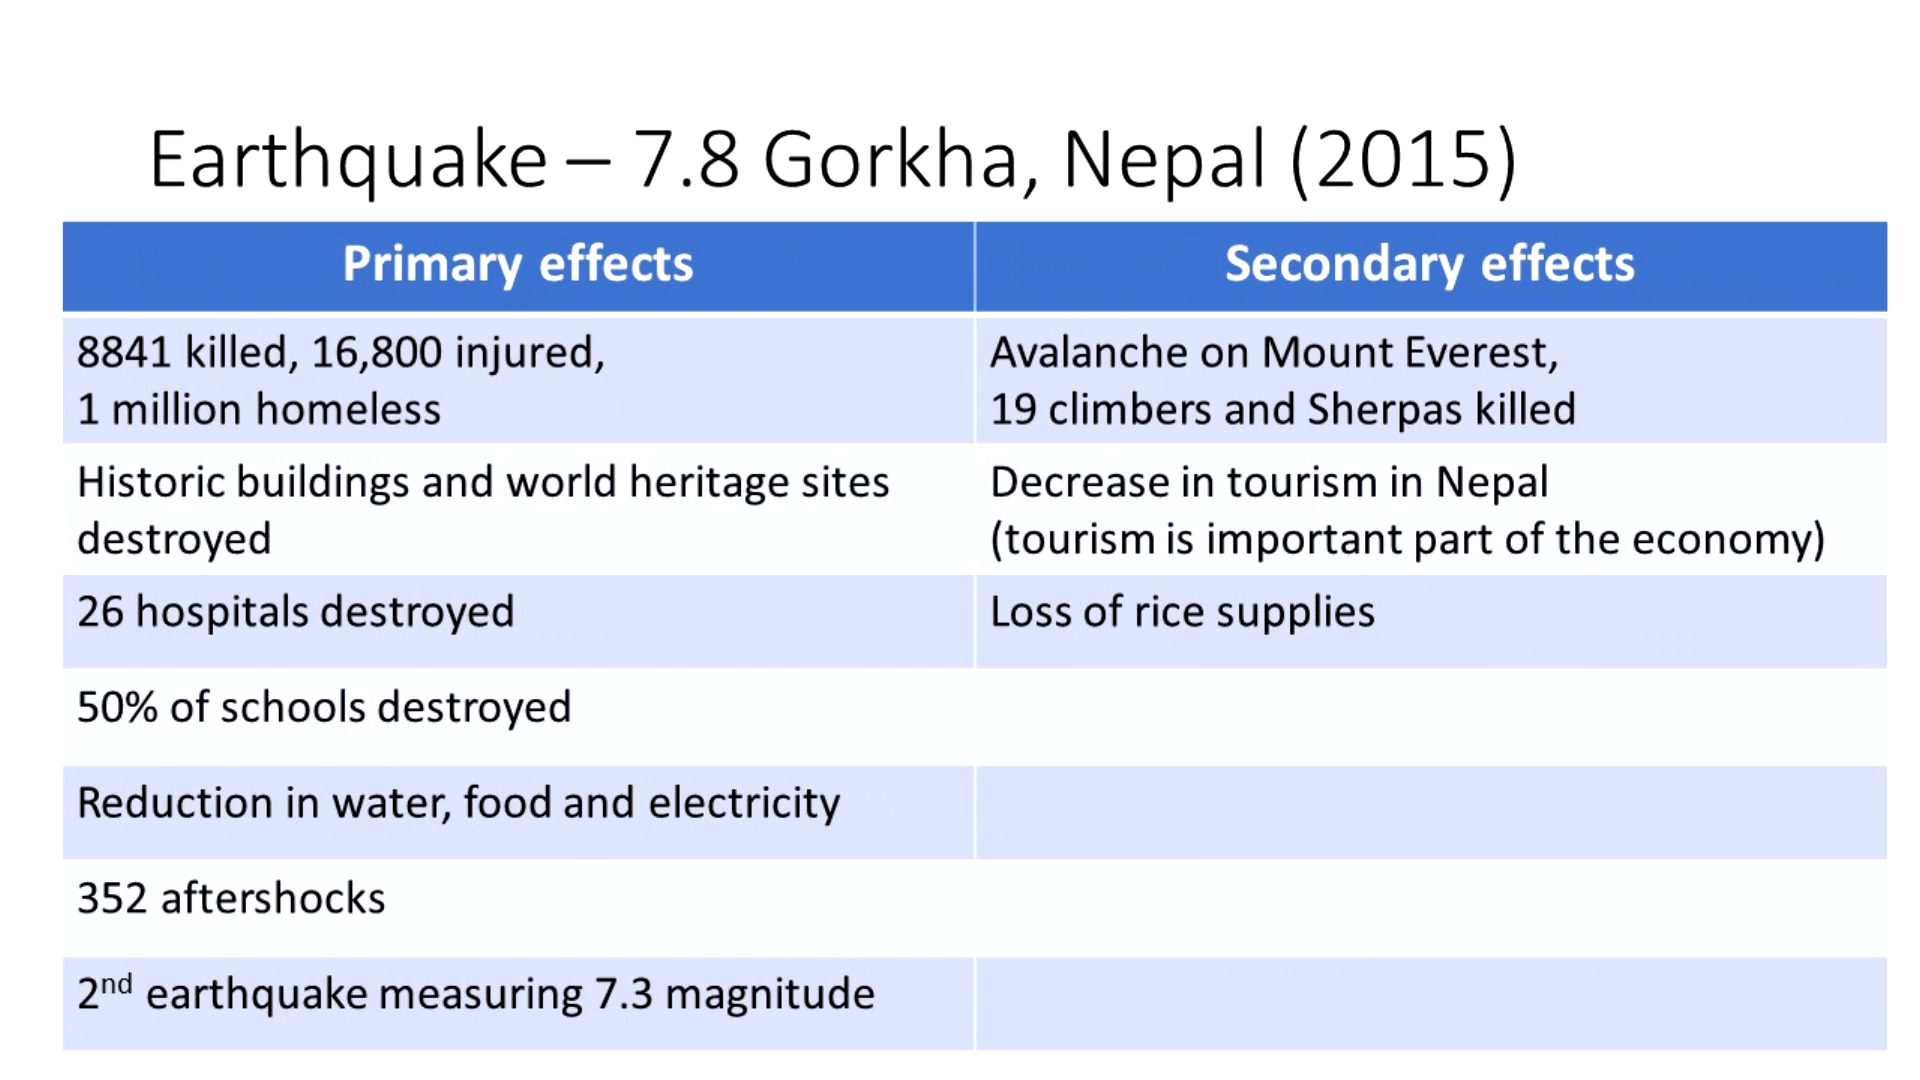 Earthquake – 7.8 Gorkha, Nepal (2015)
Primary effects
Secondary effects
8841 killed, 16,800 injured,
1 million homeless
Avalanche on Mount Everest,
19 climbers and Sherpas killed
Historic buildings and world heritage sites
destroyed
Decrease in tourism in Nepal
(tourism is important part of the economy)
26 hospitals destroyed
Loss of rice supplies
50% of schools destroyed
Reduction in water, food and electricity
352 aftershocks
2nd earthquake measuring 7.3 magnitude